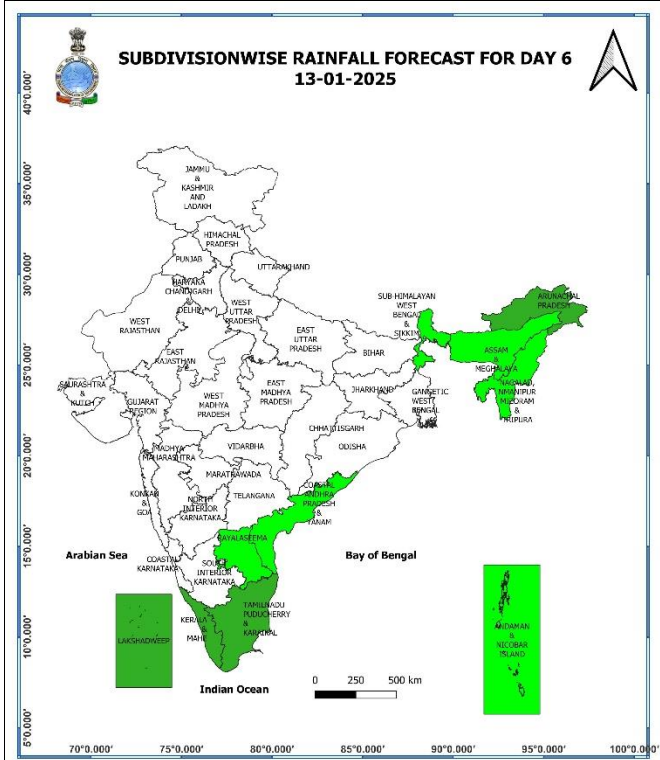 SUBDIVISIONWISE RAINFALL FORECAST FOR DAY 6
13-01-2025
40°0.000'
35°0.000'
30°0.000'
25°0.000'
20°0.000'
15°0.000'
10°0.000'
5°0.000'
JAMMU
&
KASHMIR
AND
LADAKH
HIMACHAL
PRADESH
PUNJAB
UTTARAKHAND
HARYANA
CHANDIGARH
&
DELHI
WEST
UTTAR
PRADESH
WEST
RAJASTHAN
EAST
RAJASTHAN
EAST
UTTAR
PRADESH
SUB HIMALAYAN
WEST
BENGAL
&
SIKKIM
ARUNACHAL
PRADESH
BIHAR
ASSAM
&
MEGHALAYA
NAGALAD,
MANIPUR
MIZORAM
&
TRIPURA
SAURASHTRA
&
KUTCH
GUJARAT
REGION
WEST
MADHYA
PRADESH
EAST
MADHYA
PRADESH
JHARKHAND
GANGETIC
WEST
BENGAL
CHHATTISGARH
ODISHA
MADHYA
MAHARASHTRA
VIDARBHA
MARATHWADA
KONKAN
&
GOA
NORTH
INTERIOR
KARNATAKA
TELANGANA
COASTAL
ANDHRA
PRADESH
&
YANAM
RAYALASEEMA
Arabian Sea
Bay of Bengal
COASTAL
KARNATAKA
SOUTH
INTERIOR
KARNATAKA
TAMILNADU
PUDUCHERRY
&
KARAIKAL
KERALA
&
MAHE
LAKSHADWEEP
ANDAMAN
&
NICOBAR
ISLAND
Indian Ocean
0 250 500 km
70°0.000' 75°0.000' 80°0.000' 85°0.000' 90°0.000' 95°0.000' 100°0.000'